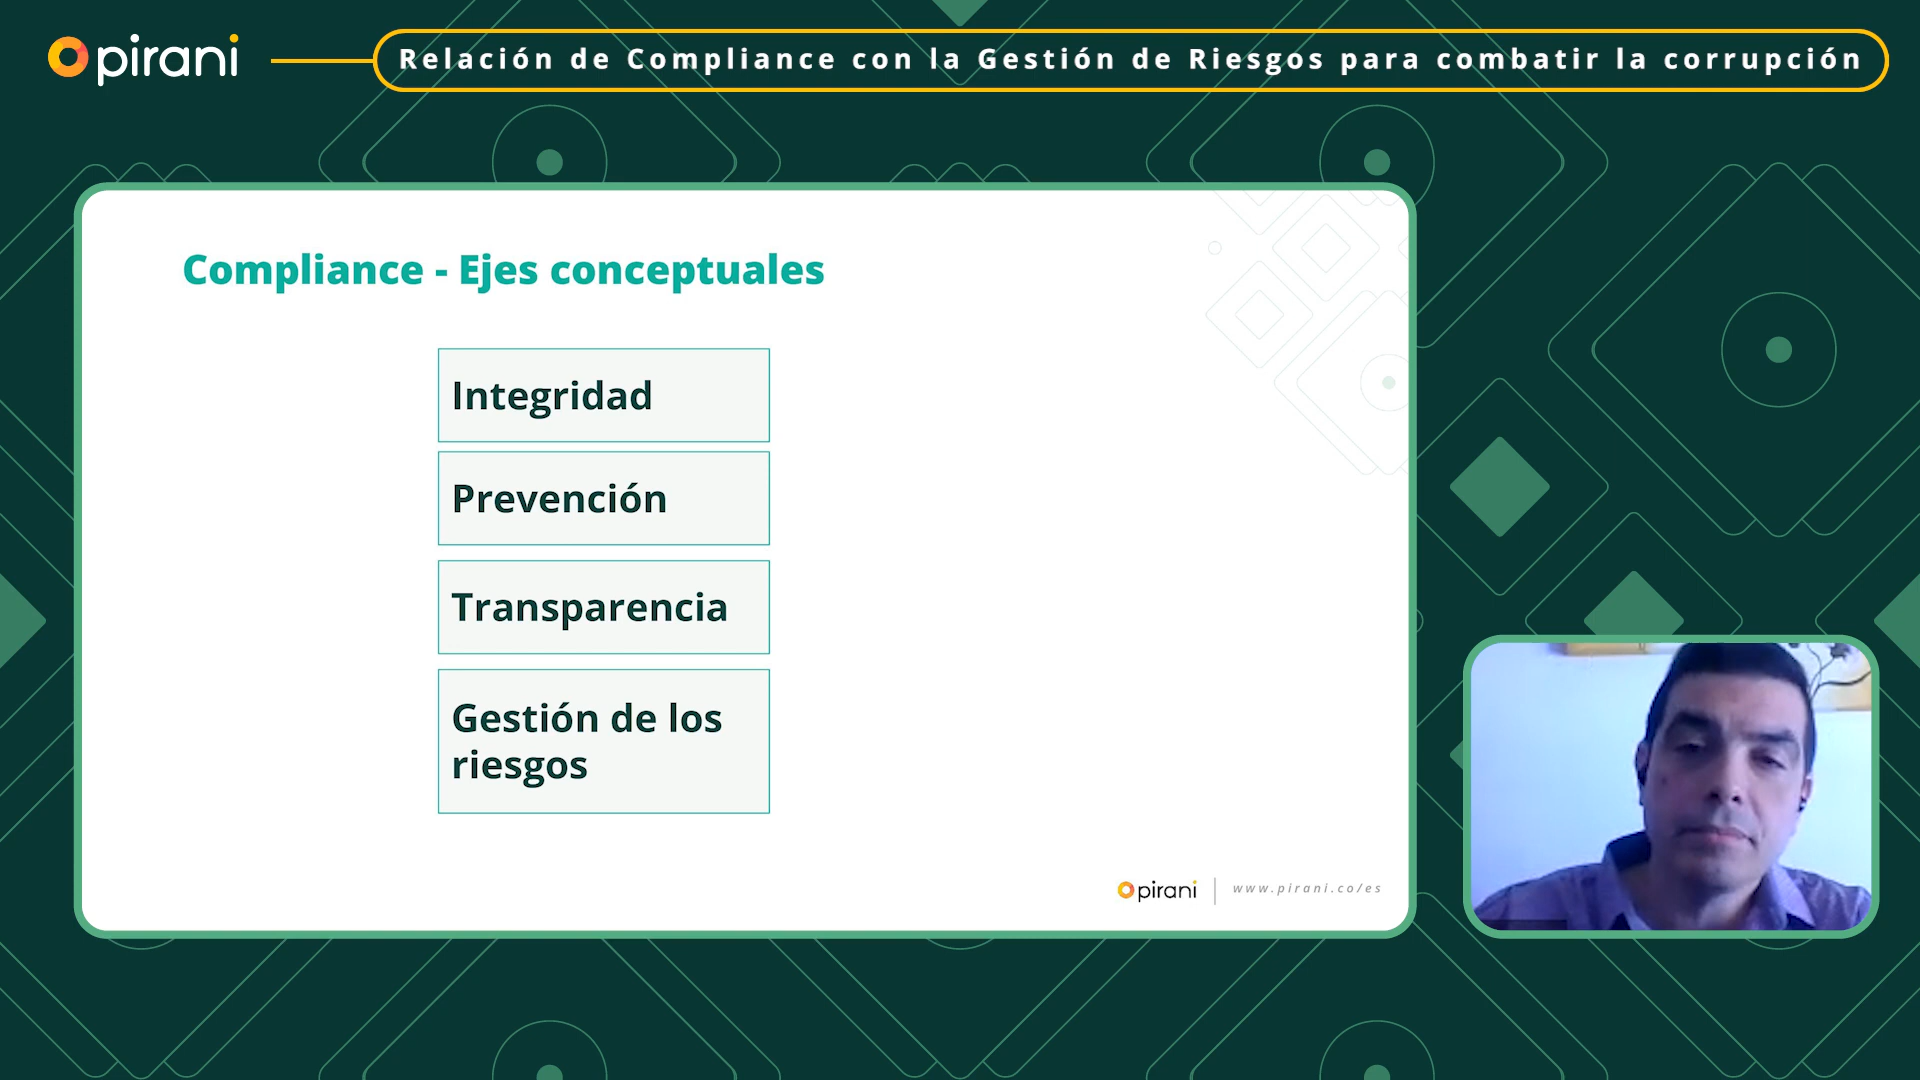 pirani
Relación de Compliance con la Gestión de Riesgos para combatir la corrupción
Compliance - Ejes conceptuales
Integridad
Prevención
Transparencia
Gestión de los
riesgos
pirani
www.pirani.co/es